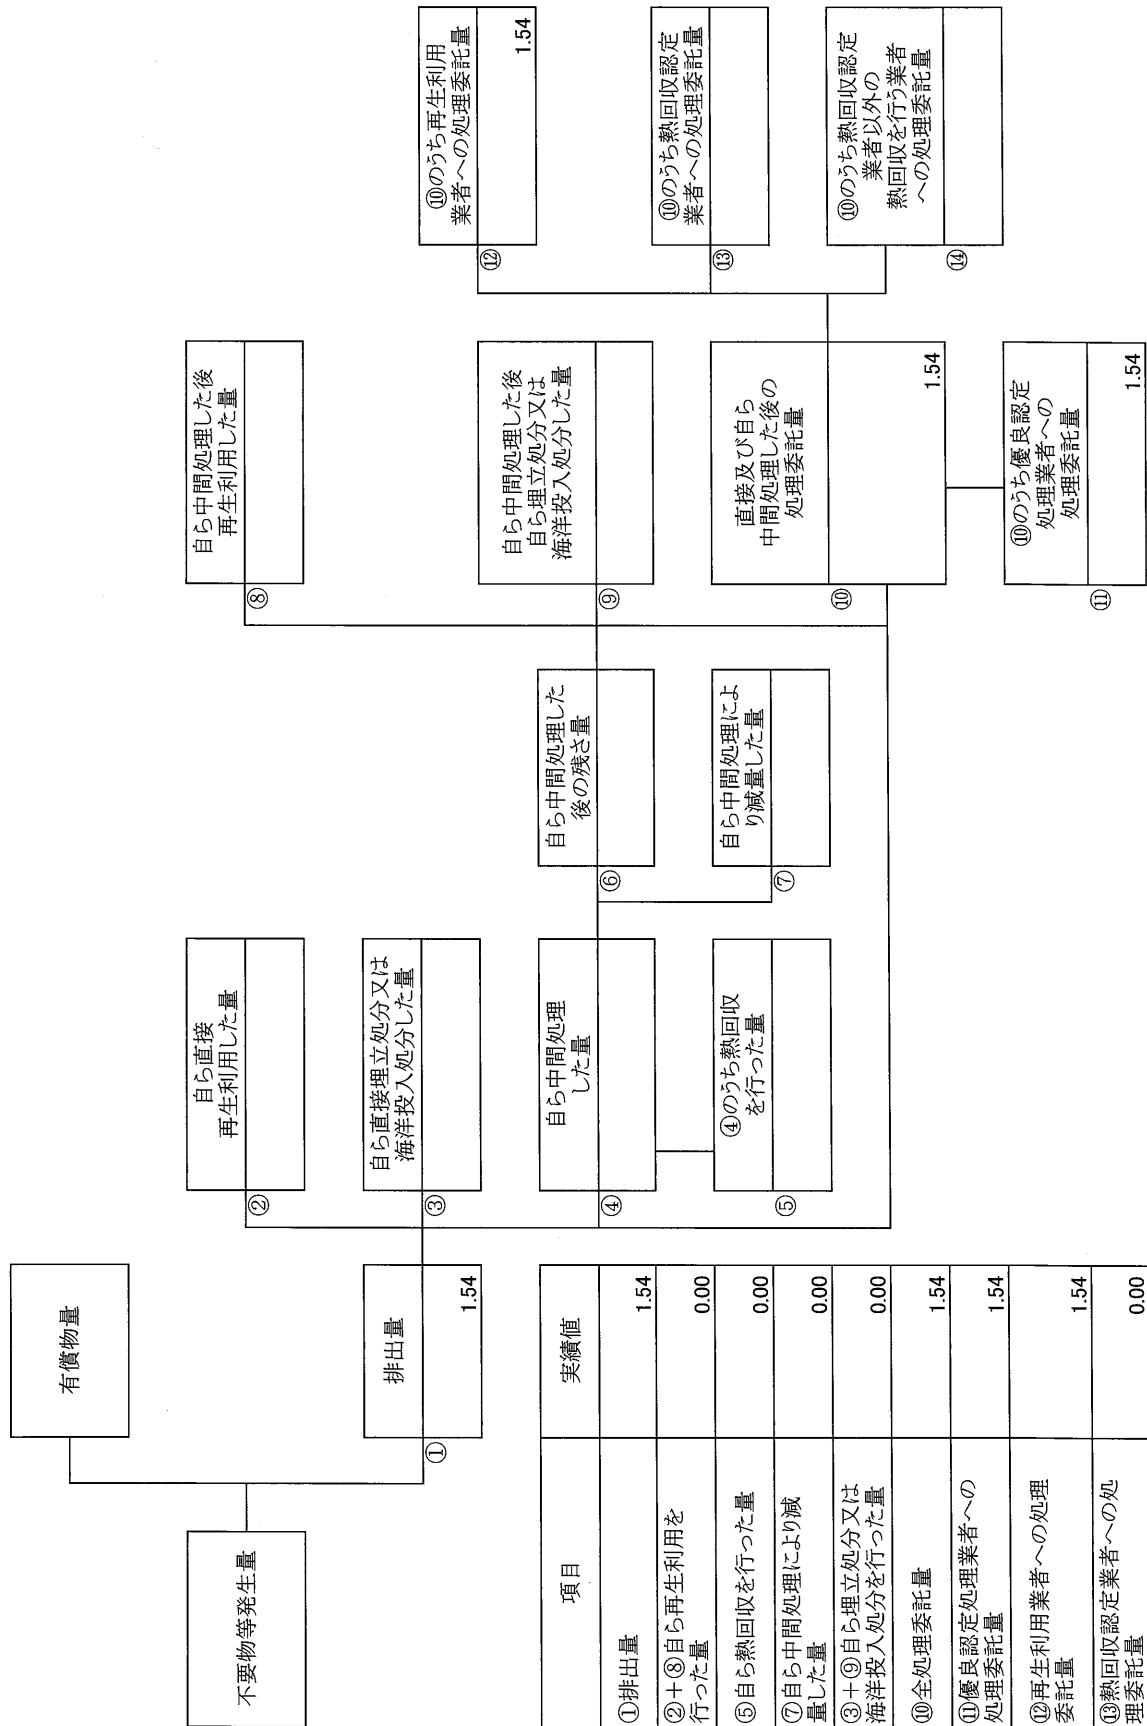 不要物等発生量
有償物量
①
排出量
1.54
②
自ら直接
再生利用した量
③
自ら直接埋立処分又は
海洋投入処分した量
④
自ら中間処理
した量
⑤
④のうち熱回収
を行った量
⑥
自ら中間処理した
後の残さ量
⑦
自ら中間処理によ
り減量した量
⑧
自ら中間処理した後
再生利用した量
⑨
自ら中間処理した後
自ら埋立処分又は
海洋投入処分した量
⑩
直接及び自ら
中間処理した後の
処理委託量
1.54
⑪
⑩のうち優良認定
処理業者への
処理委託量
1.54
⑫
⑩のうち再生利用
業者への処理委託量
1.54
⑬
⑩のうち熱回収認定
業者への処理委託量
⑭
⑩のうち熱回収認定
業者以外の
熱回収を行う業者
への処理委託量
項目 実績値
①排出量 1.54
②+⑧自ら再生利用を
行った量 0.00
⑤自ら熱回収を行った量 0.00
⑦自ら中間処理により減
量した量 0.00
③+⑨自ら埋立処分又は
海洋投入処分を行った量 0.00
⑩全処理委託量 1.54
⑪優良認定処理業者への
処理委託量 1.54
⑫再生利用業者への処理
委託量 1.54
⑬熱回収認定業者への処
理委託量 0.00